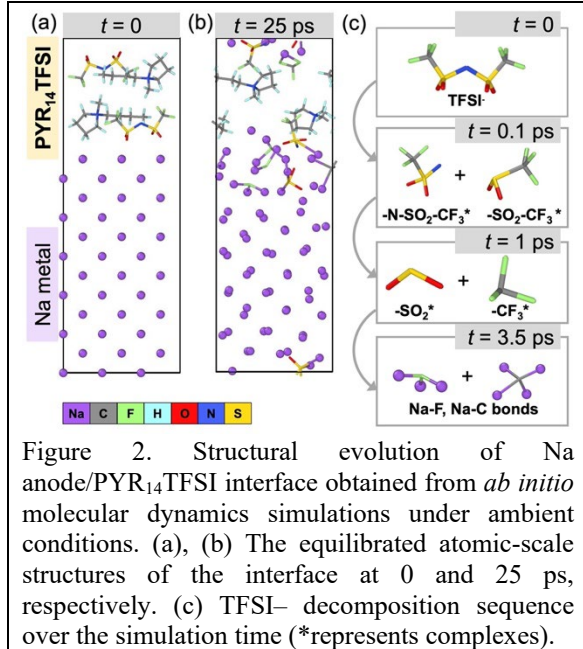 (a) t = 0
(b) t = 25 ps
(c) t = 0
PYR₁₄TFSI
Na metal
TFSI⁻
t = 0.1 ps
+
-N-SO₂-CF₃* -SO₂-CF₃*
t = 1 ps
+
-SO₂* -CF₃*
t = 3.5 ps
+
Na-F, Na-C bonds
Na C F H O N S
Figure 2. Structural evolution of Na
anode/PYR₁₄TFSI interface obtained from ab initio
molecular dynamics simulations under ambient
conditions. (a), (b) The equilibrated atomic-scale
structures of the interface at 0 and 25 ps,
respectively. (c) TFSI– decomposition sequence
over the simulation time (*represents complexes).